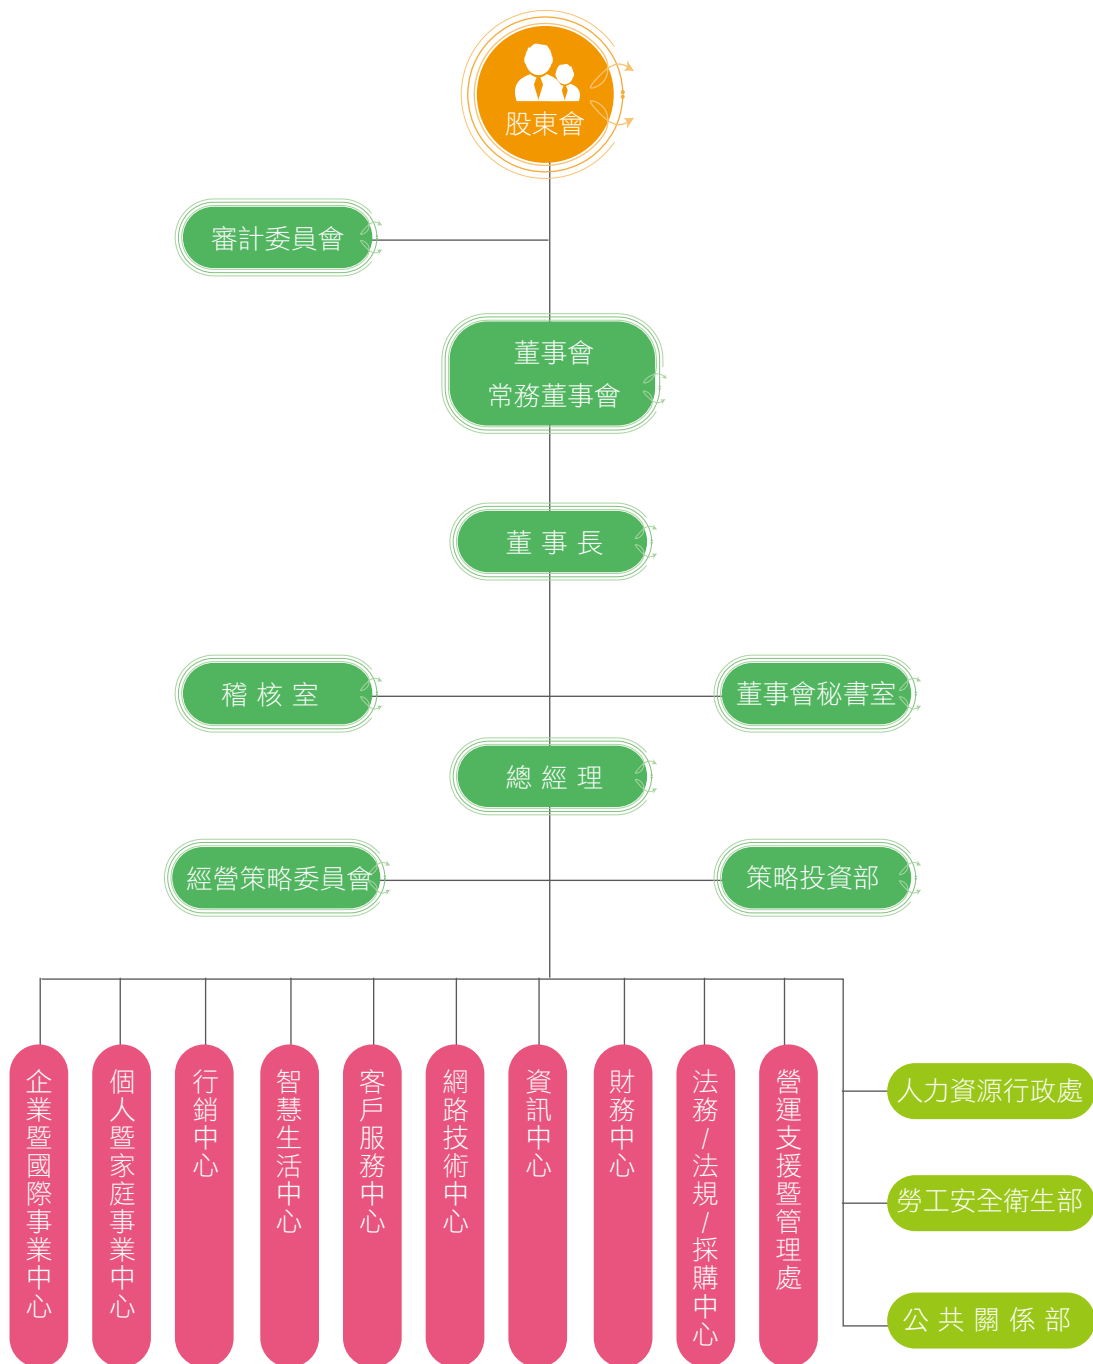 股東會
審計委員會
董事會
常務董事會
董事長
稽核室
董事會秘書室
總經理
經營策略委員會
策略投資部
企業暨國際事業中心
個人暨家庭事業中心
行銷中心
智慧生活中心
客戶服務中心
網路技術中心
資訊中心
財務中心
法務/法規/採購中心
營運支援暨管理處
人力資源行政處
勞工安全衛生部
公共關係部